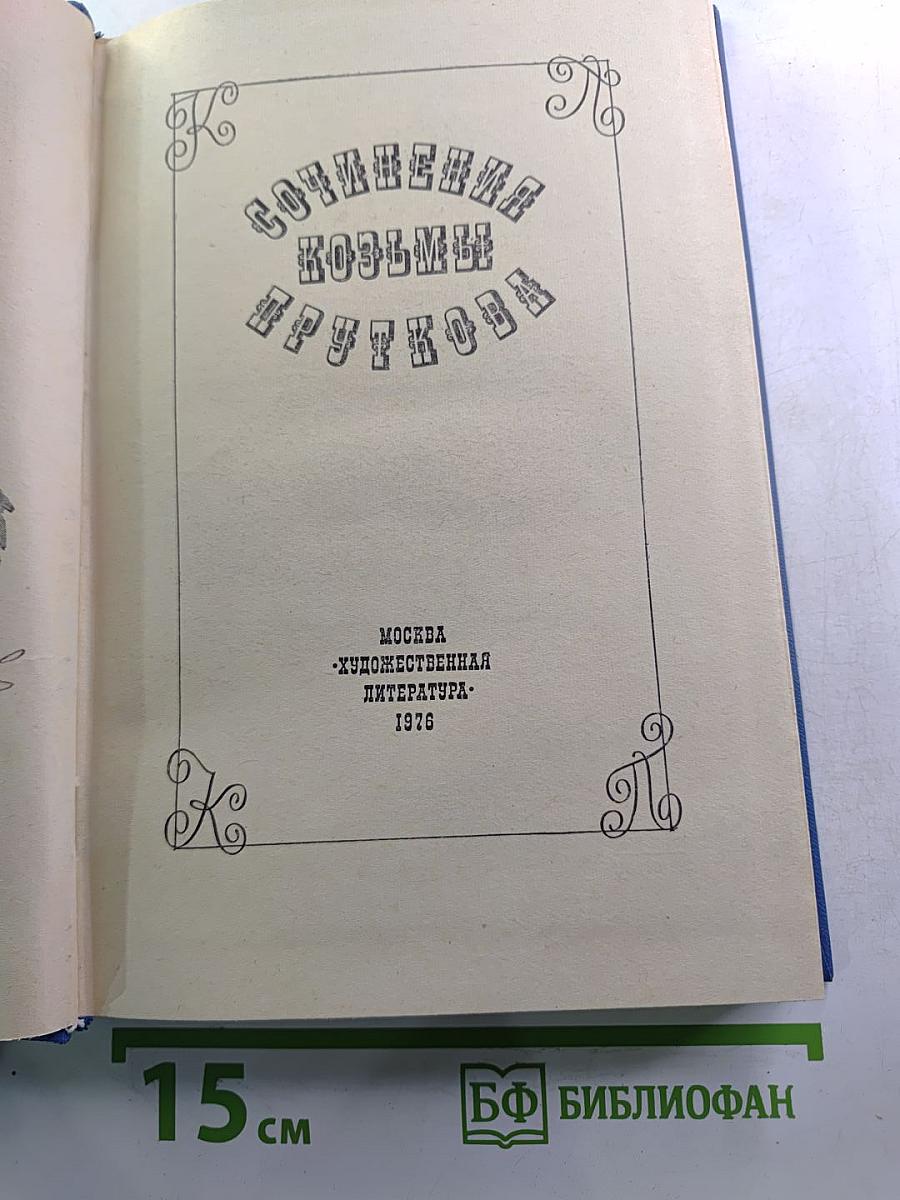 К П
СОЧИНЕНИЯ
КОЗЬМЫ
ПРУТКОВА
МОСКВА
·ХУДОЖЕСТВЕННАЯ
ЛИТЕРАТУРА·
1976
К П
15 см
БФ БИБЛИОФАН